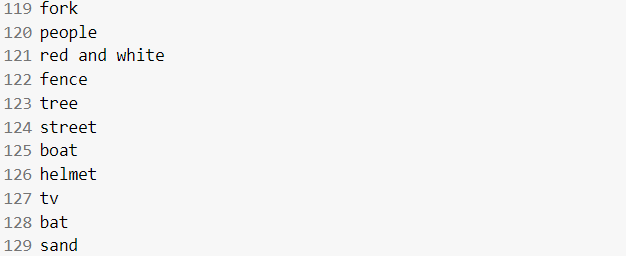 119 fork
120 people
121 red and white
122 fence
123 tree
124 street
125 boat
126 helmet
127 tv
128 bat
129 sand